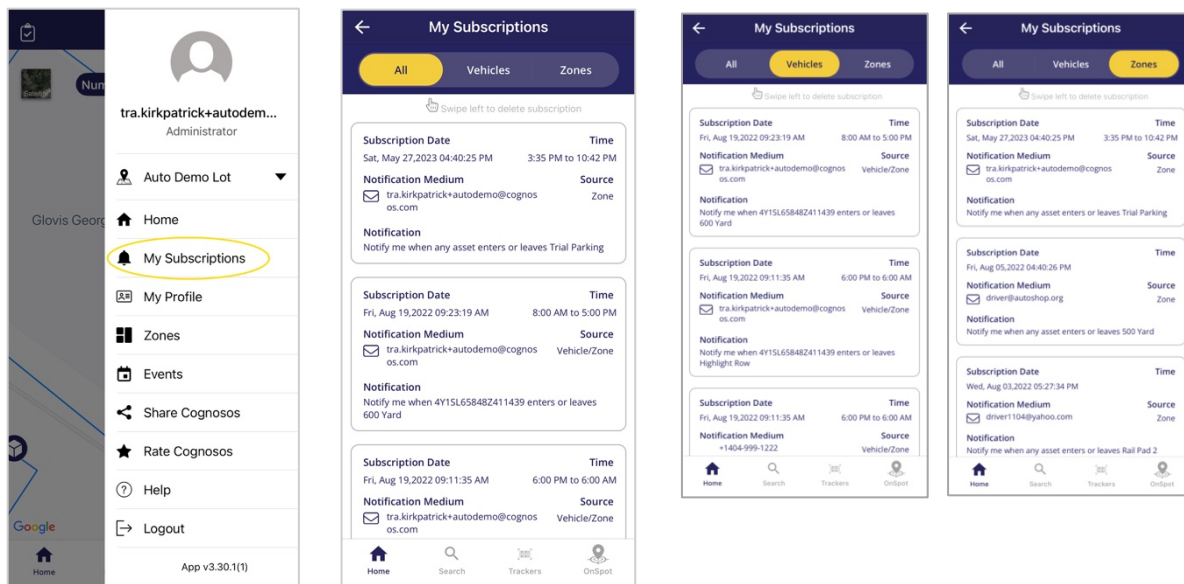 Satellite
Num
Glovis Georg
Google
Home
tra.kirkpatrick+autodem...
Administrator
Auto Demo Lot
Home
My Subscriptions
My Profile
Zones
Events
Share Cognosos
Rate Cognosos
Help
Logout
App v3.30.1(1)
My Subscriptions
All Vehicles Zones
Swipe left to delete subscription
Subscription Date Time
Sat, May 27,2023 04:40:25 PM 3:35 PM to 10:42 PM
Notification Medium Source
tra.kirkpatrick+autodemo@cognos Zone
os.com
Notification
Notify me when any asset enters or leaves Trial Parking
Subscription Date Time
Fri, Aug 19,2022 09:23:19 AM 8:00 AM to 5:00 PM
Notification Medium Source
tra.kirkpatrick+autodemo@cognos Vehicle/Zone
os.com
Notification
Notify me when 4Y1SL65848Z411439 enters or leaves
600 Yard
Subscription Date Time
Fri, Aug 19,2022 09:11:35 AM 6:00 PM to 6:00 AM
Notification Medium Source
tra.kirkpatrick+autodemo@cognos Vehicle/Zone
os.com
Home Search Trackers OnSpot
My Subscriptions
All Vehicles Zones
Swipe left to delete subscription
Subscription Date Time
Fri, Aug 19,2022 09:23:19 AM 8:00 AM to 5:00 PM
Notification Medium Source
tra.kirkpatrick+autodemo@cognos Vehicle/Zone
os.com
Notification
Notify me when 4Y1SL65848Z411439 enters or leaves
600 Yard
Subscription Date Time
Fri, Aug 19,2022 09:11:35 AM 6:00 PM to 6:00 AM
Notification Medium Source
tra.kirkpatrick+autodemo@cognos Vehicle/Zone
os.com
Notification
Notify me when 4Y1SL65848Z411439 enters or leaves
Highlight Row
Subscription Date Time
Fri, Aug 19,2022 09:11:35 AM 6:00 PM to 6:00 AM
Notification Medium Source
+1404-999-1222 Vehicle/Zone
Home Search Trackers OnSpot
My Subscriptions
All Vehicles Zones
Swipe left to delete subscription
Subscription Date Time
Sat, May 27,2023 04:40:25 PM 3:35 PM to 10:42 PM
Notification Medium Source
tra.kirkpatrick+autodemo@cognos Zone
os.com
Notification
Notify me when any asset enters or leaves Trial Parking
Subscription Date Time
Fri, Aug 05,2022 04:40:26 PM
Notification Medium Source
driver@autoshop.org Zone
Notification
Notify me when any asset enters or leaves 500 Yard
Subscription Date Time
Wed, Aug 03,2022 05:27:34 PM
Notification Medium Source
driver1104@yahoo.com Zone
Notification
Notify me when any asset enters or leaves Rail Pad 2
Home Search Trackers OnSpot